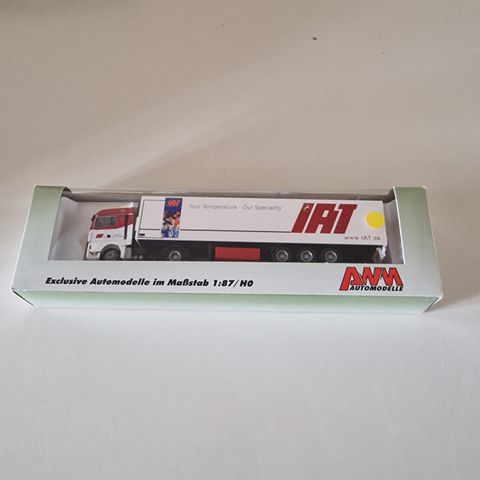 IAT
Your Temperature - Our Speciality
IAT
www.IAT.dk
Exclusive Automodelle im Maßstab 1:87/H0
AWM
AUTOMODELLE